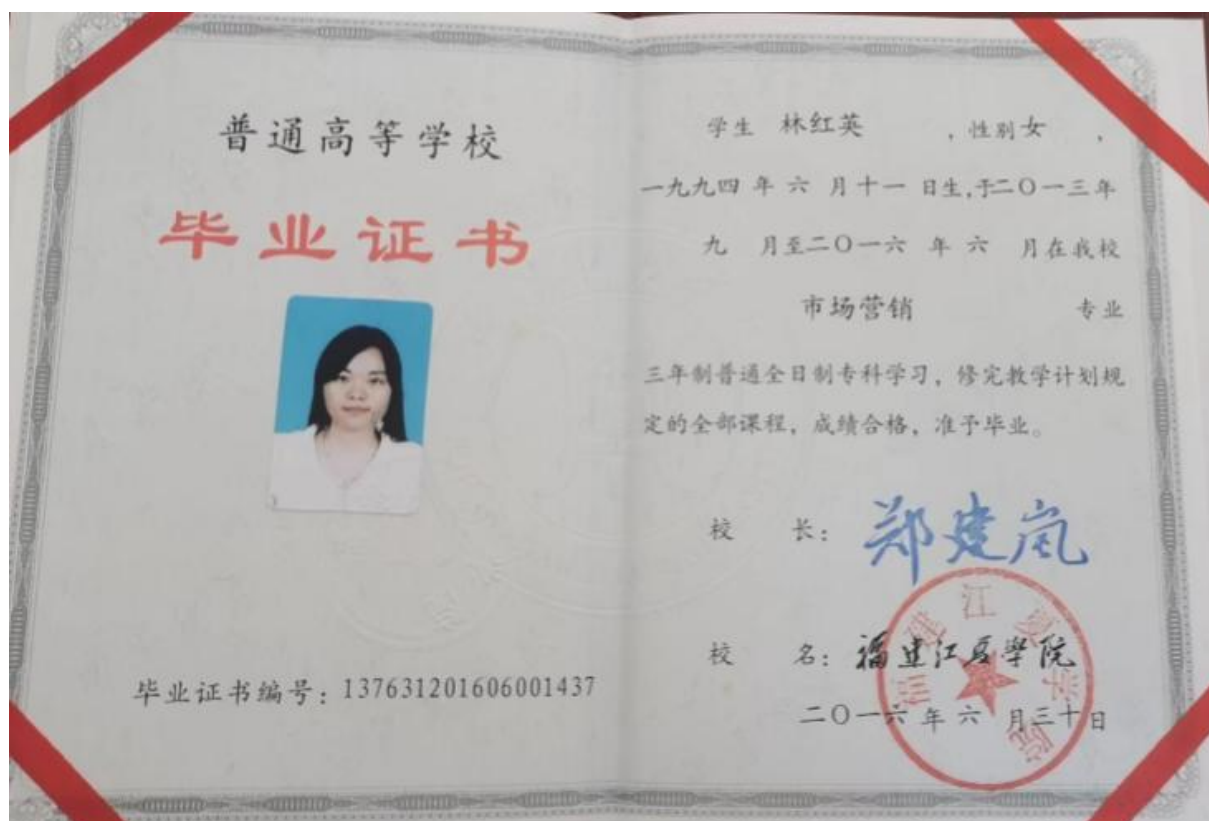 普通高等学校
毕业证书
毕业证书编号：137631201606001437
学生 林红英 ，性别女 ，
一九九四 年 六 月十一 日生,于二〇一三年
九 月至二〇一六 年 六 月在我校
市场营销 专业
三年制普通全日制专科学习，修完教学计划规
定的全部课程，成绩合格，准予毕业。
校 长：郑建岚
校 名：福建江夏學院
二〇一六 年 六 月三十日
福建江夏学院